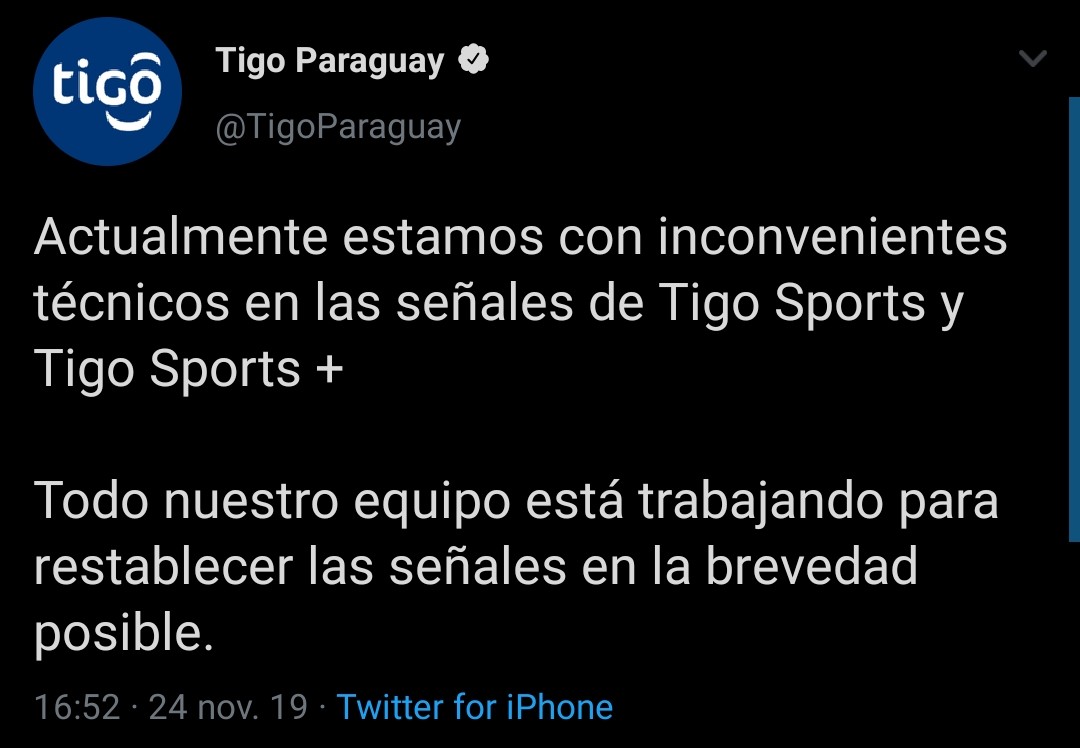 tigô
Tigo Paraguay
@TigoParaguay
Actualmente estamos con inconvenientes
técnicos en las señales de Tigo Sports y
Tigo Sports +
Todo nuestro equipo está trabajando para
restablecer las señales en la brevedad
posible.
16:52 · 24 nov. 19 · Twitter for iPhone